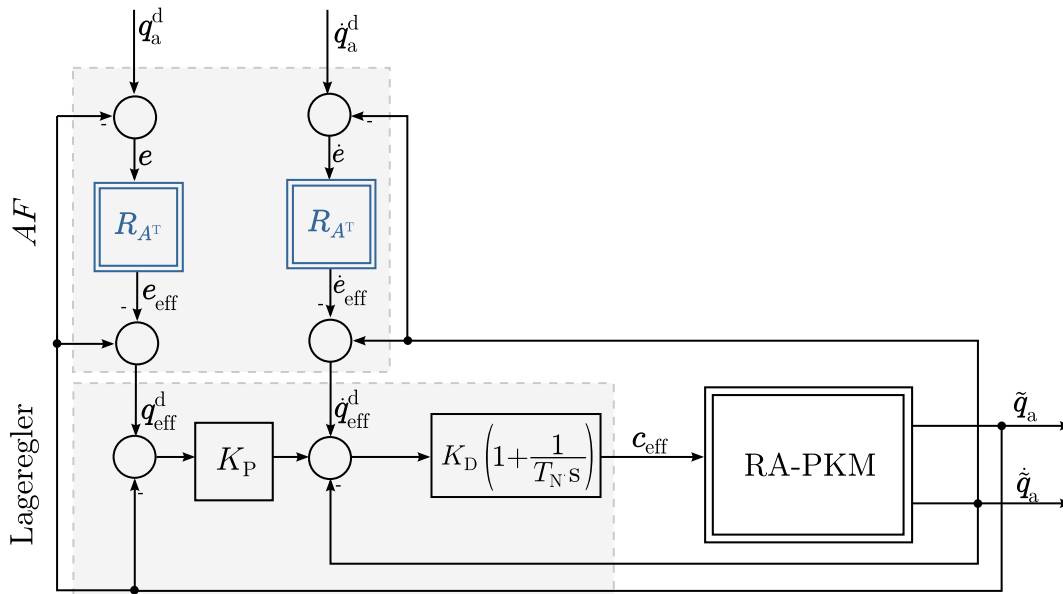 q_a^d
q̇_a^d
-
-
e
ė
AF
R_{A^T}
R_{A^T}
-
e_eff
-
ė_eff
q_eff^d
q̇_eff^d
Lageregler
K_P
K_D(1+1/(T_N·s))
c_eff
RA-PKM
q̃_a
q̃̇_a
-
-